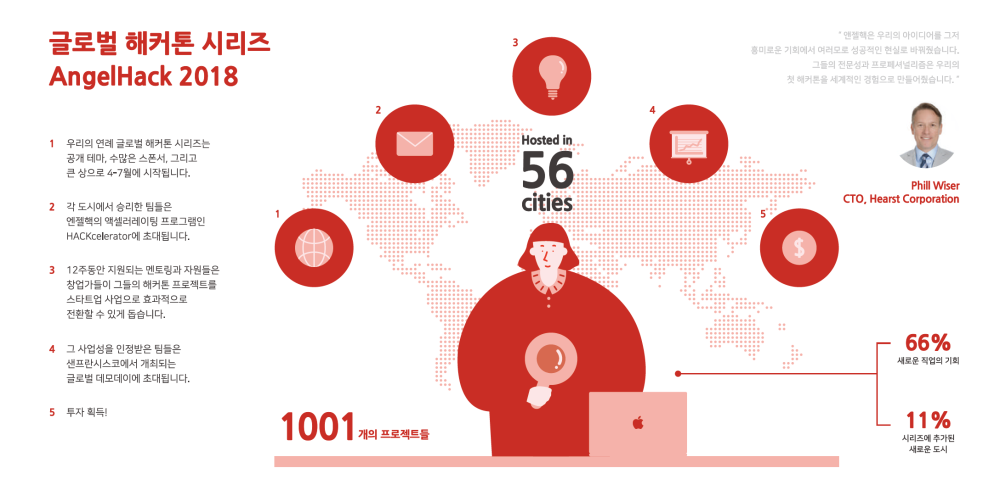 글로벌 해커톤 시리즈
AngelHack 2018
1 우리의 연례 글로벌 해커톤 시리즈는
공개 테마, 수많은 스폰서, 그리고
큰 상으로 4-7월에 시작됩니다.
2 각 도시에서 승리한 팀들은
엔젤핵의 액셀러레이팅 프로그램인
HACKcelerator에 초대됩니다.
3 12주동안 지원되는 멘토링과 자원들은
창업가들이 그들의 해커톤 프로젝트를
스타트업 사업으로 효과적으로
전환할 수 있게 돕습니다.
4 그 사업성을 인정받은 팀들은
샌프란시스코에서 개최되는
글로벌 데모데이에 초대됩니다.
5 투자 획득!
1
2
3
4
5
$
Hosted in
56
cities
1001 개의 프로젝트들
" 엔젤핵은 우리의 아이디어를 그저
흥미로운 기회에서 여러모로 성공적인 현실로 바꿔줬습니다.
그들의 전문성과 프로페셔널리즘은 우리의
첫 해커톤을 세계적인 경험으로 만들어줬습니다. "
Phill Wiser
CTO, Hearst Corporation
66%
새로운 직업의 기회
11%
시리즈에 추가된
새로운 도시